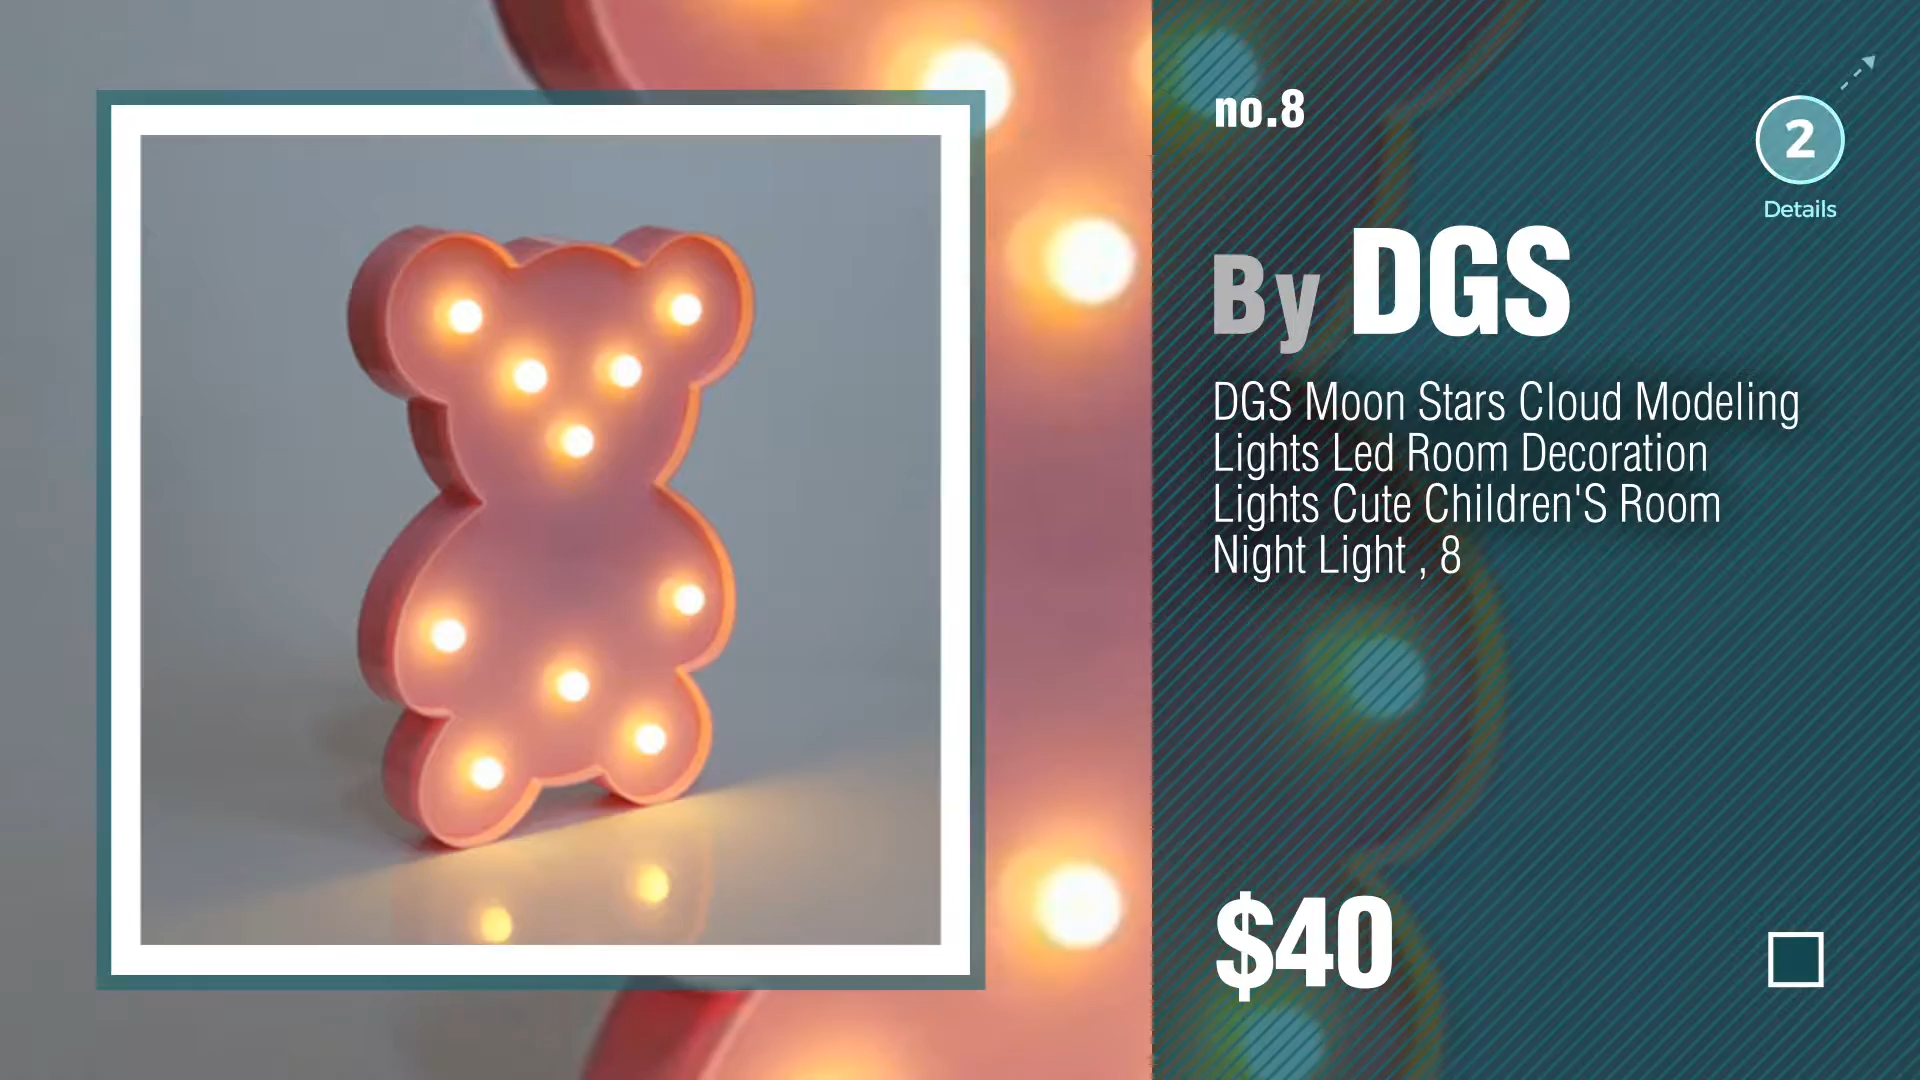 no.8
2
Details
By DGS
DGS Moon Stars Cloud Modeling
Lights Led Room Decoration
Lights Cute Children'S Room
Night Light , 8
$40